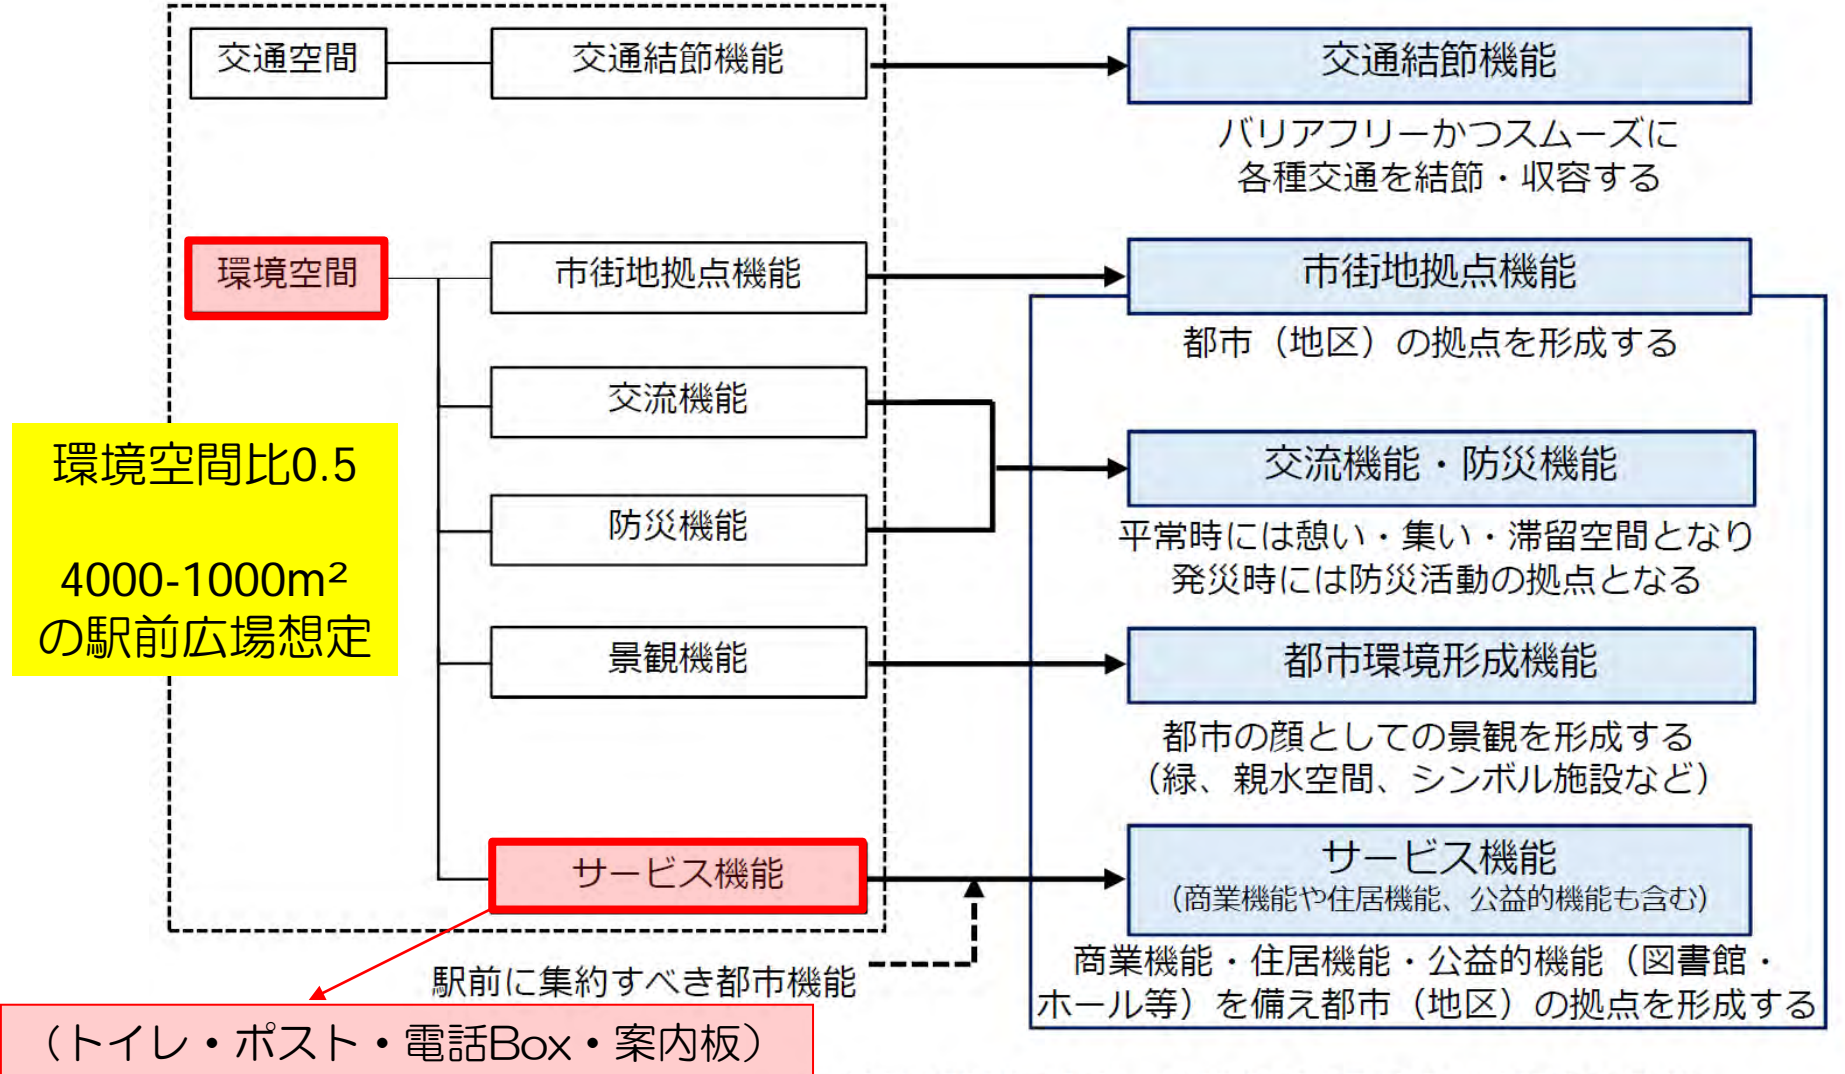 交通空間
交通結節機能
交通結節機能
バリアフリーかつスムーズに
各種交通を結節・収容する
環境空間
市街地拠点機能
市街地拠点機能
都市（地区）の拠点を形成する
交流機能
環境空間比0.5
4000-1000m²
の駅前広場想定
防災機能
交流機能・防災機能
平常時には憩い・集い・滞留空間となり
発災時には防災活動の拠点となる
景観機能
都市環境形成機能
都市の顔としての景観を形成する
（緑、親水空間、シンボル施設など）
サービス機能
サービス機能
（商業機能や住居機能、公益的機能も含む）
駅前に集約すべき都市機能
商業機能・住居機能・公益的機能（図書館・
ホール等）を備え都市（地区）の拠点を形成する
（トイレ・ポスト・電話Box・案内板）